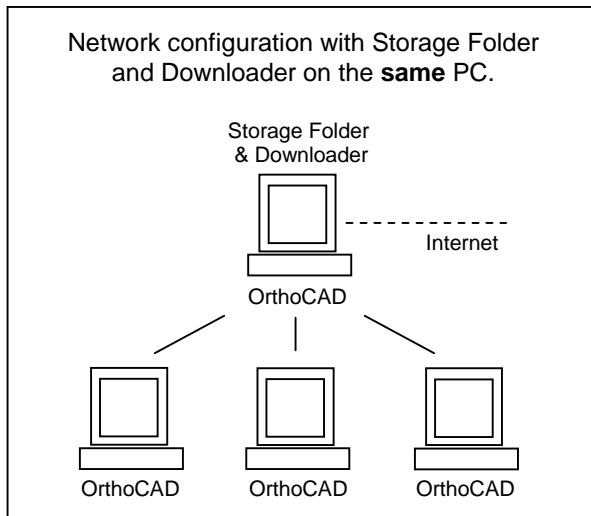 Network configuration with Storage Folder
and Downloader on the same PC.
Storage Folder
& Downloader
Internet
OrthoCAD
OrthoCAD
OrthoCAD
OrthoCAD